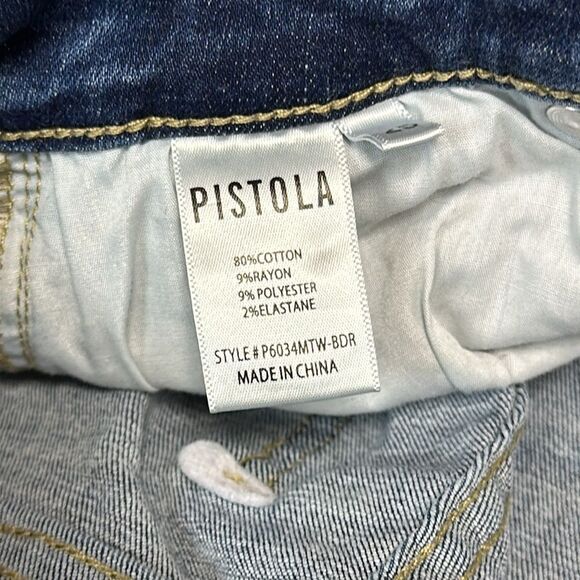 PISTOLA
80%COTTON
9%RAYON
9% POLYESTER
2%ELASTANE
STYLE# P6034MTW-BDR
MADE IN CHINA